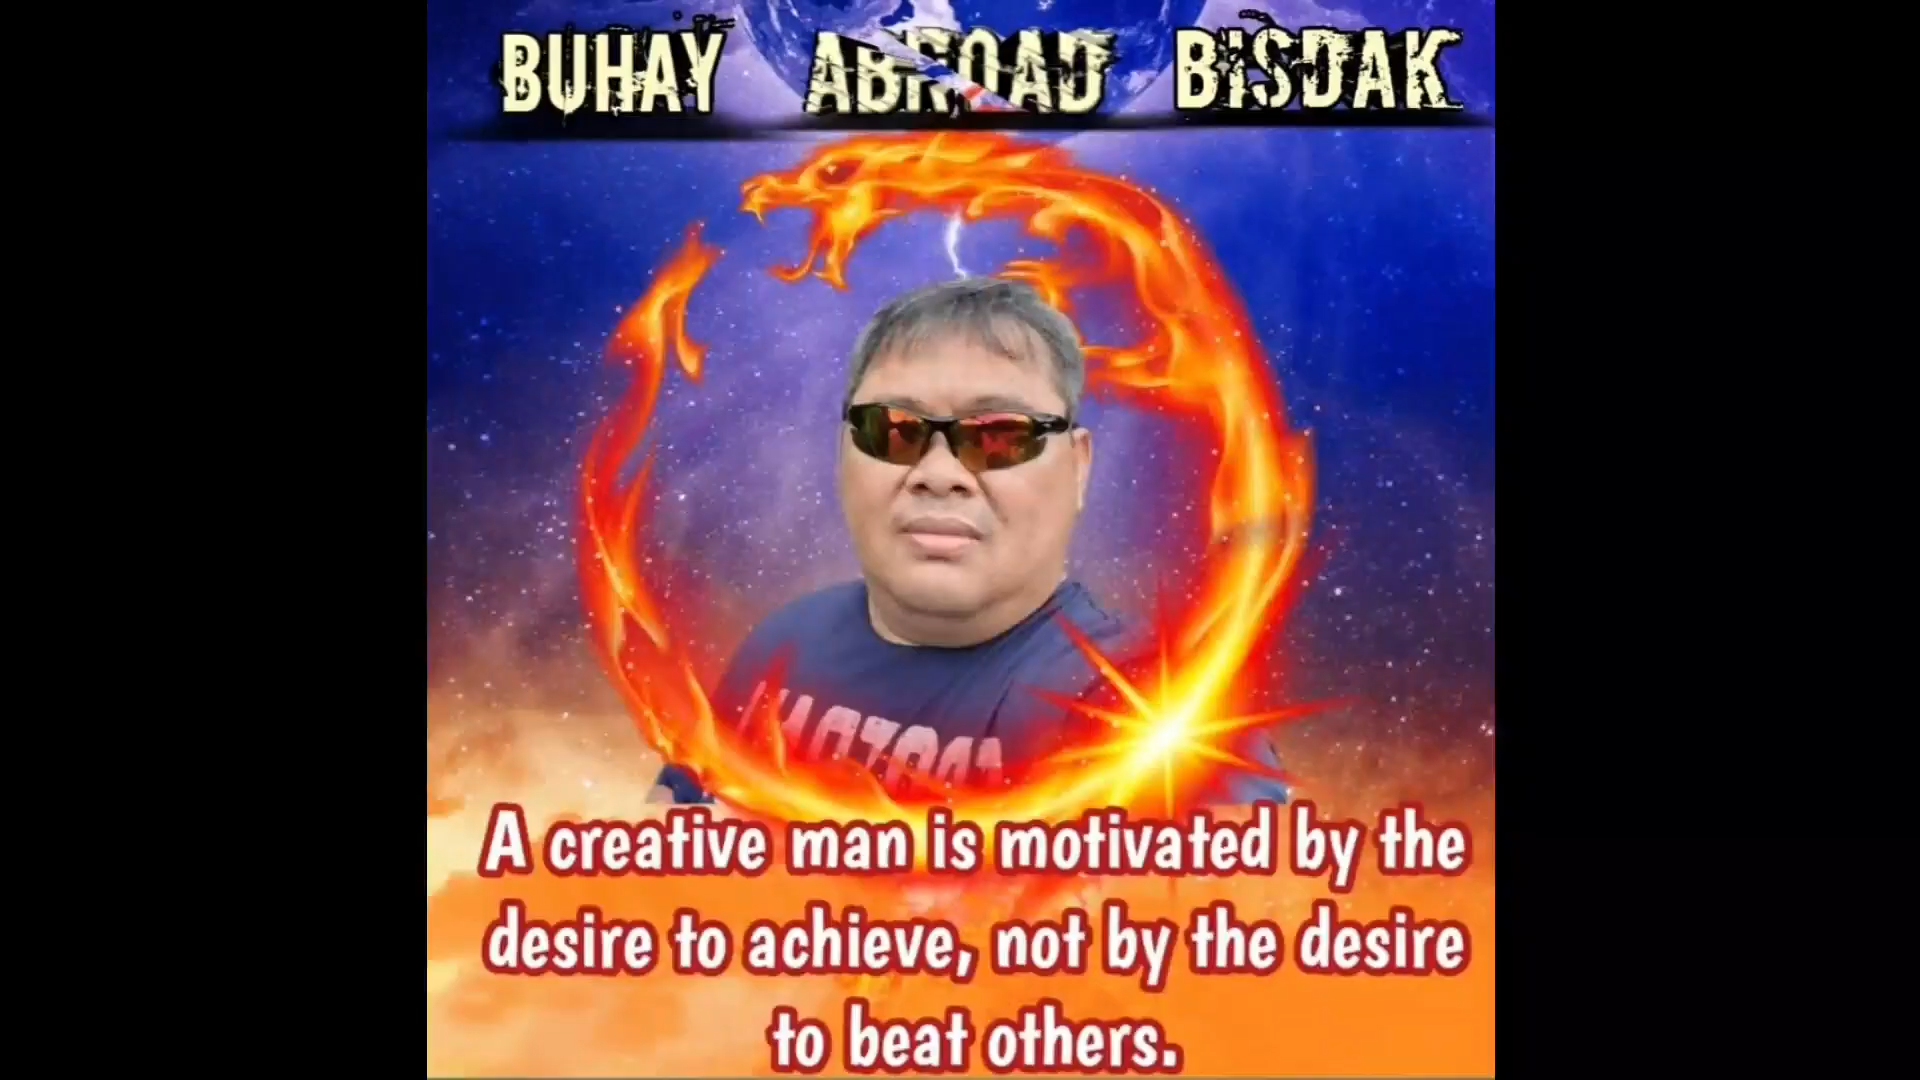 BUHAY ABROAD BISDAK
A creative man is motivated by the
desire to achieve, not by the desire
to beat others.